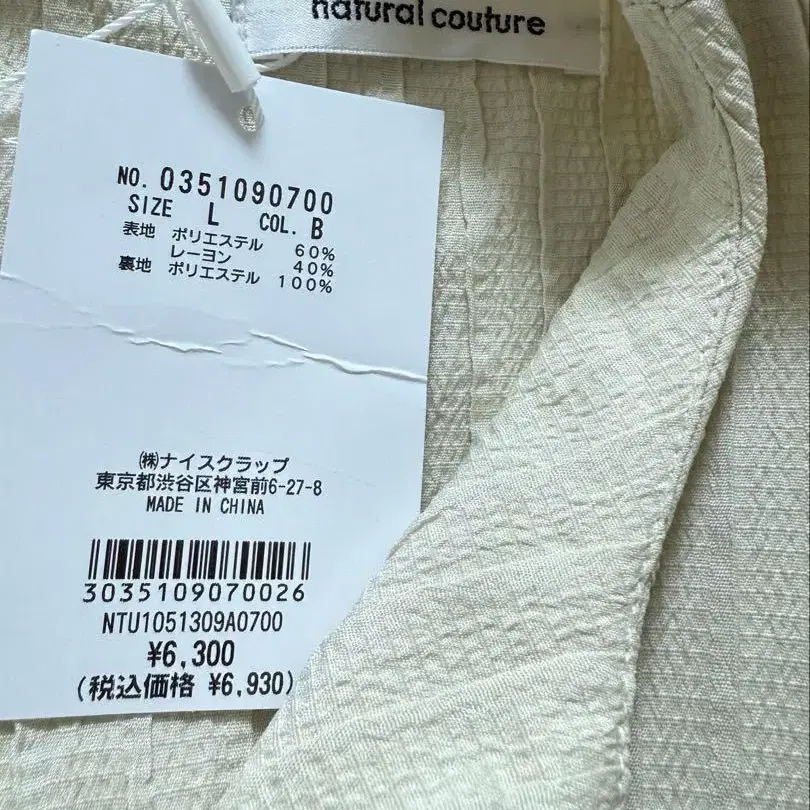 natural couture
NO. 0351090700
SIZE L COL. B
表地 ポリエステル 60%
レーヨン 40%
裏地 ポリエステル 100%
㈱ナイスクラップ
東京都渋谷区神宮前6-27-8
MADE IN CHINA
3035109070026
NTU1051309A0700
¥6,300
(税込価格 ¥6,930)